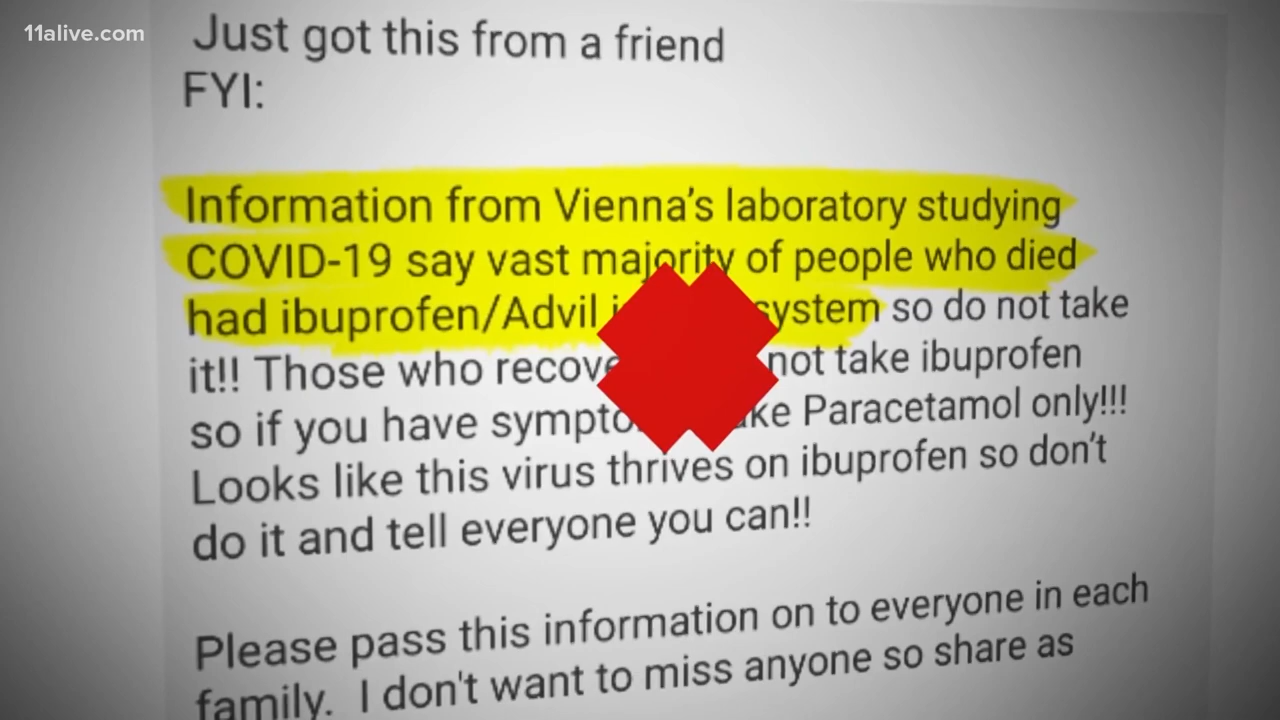 11alive.com
Just got this from a friend
FYI:
Information from Vienna's laboratory studying
COVID-19 say vast majority of people who died
had ibuprofen/Advil system so do not take
it!! Those who not take ibuprofen
so if you have Paracetamol only!!!
Looks like this virus thrives on ibuprofen so don't
do it and tell everyone you can!!
Please pass this information on to everyone in each
family. I don't want to miss anyone so share as